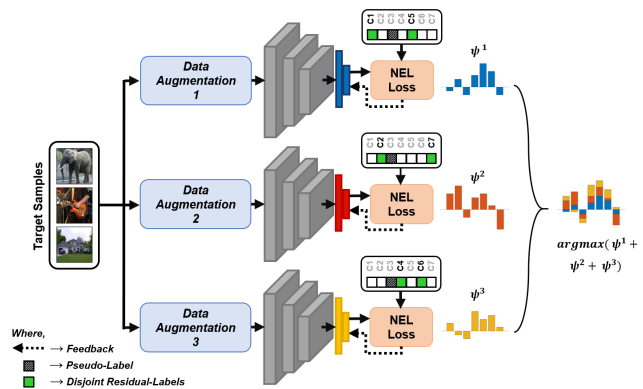 C1 C2 C3 C4 C5 C6 C7
Data
Augmentation
1
NEL
Loss
ψ¹
C1 C2 C3 C4 C5 C6 C7
Target Samples
Data
Augmentation
2
NEL
Loss
ψ²
argmax( ψ¹ +
ψ² + ψ³)
C1 C2 C3 C4 C5 C6 C7
Data
Augmentation
3
NEL
Loss
ψ³
Where,
→ Feedback
→ Pseudo-Label
→ Disjoint Residual-Labels